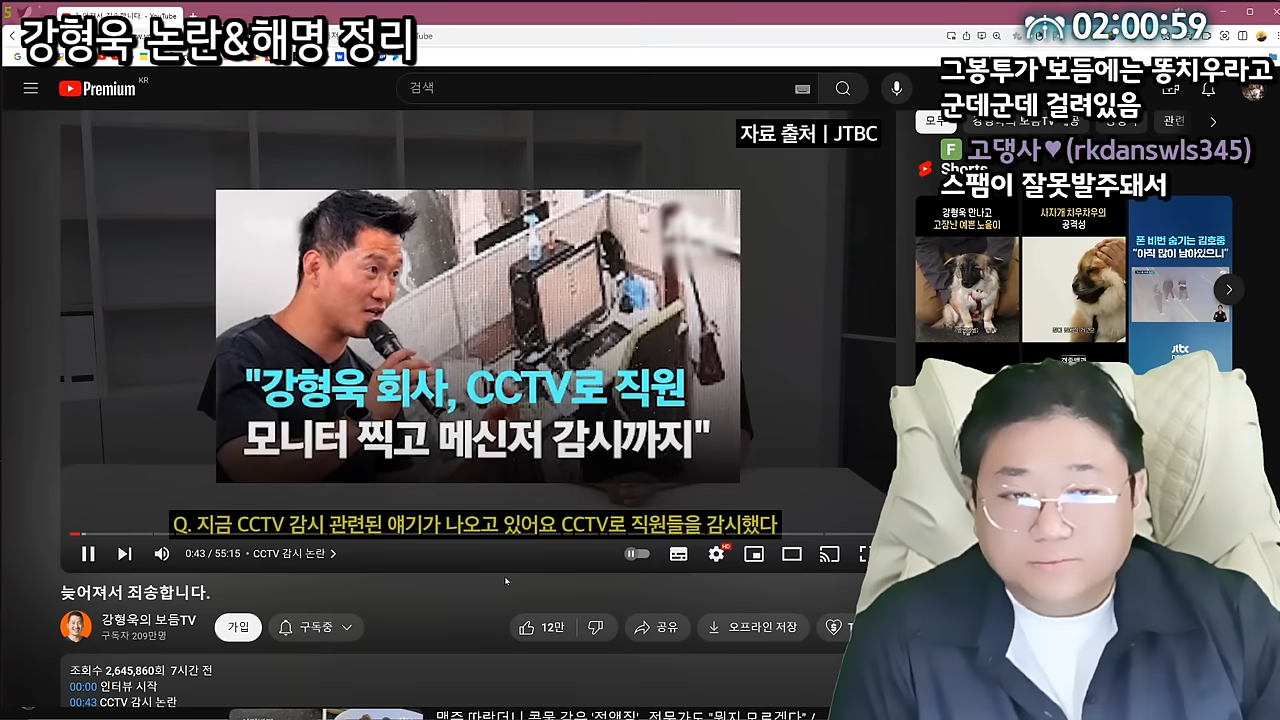 강형욱 논란&해명 정리
02:00:59
그봉투가 보듬에는 똥치우라고
군데군데 걸려있음
F 고댕사♥(rkdanswls345)
스팸이 잘못발주돼서
Premium KR
검색
자료 출처 | JTBC
관련
Shorts
강형욱 만나고
고장난 예쁜 노을이
사자개 차우차우의
공격성
폰 비번 숨기는 김호중
"아직 많이 남아있으니"
jtbc
"강형욱 회사, CCTV로 직원
모니터 찍고 메신저 감시까지"
Q. 지금 CCTV 감시 관련된 얘기가 나오고 있어요 CCTV로 직원들을 감시했다
0:43 / 55:15 • CCTV 감시 논란
HD
늦어져서 죄송합니다.
강형욱의 보듬TV
구독자 209만명
가입
구독중
12만
공유
오프라인 저장
조회수 2,645,860회 7시간 전
00:00 인터뷰 시작
00:43 CCTV 감시 논란